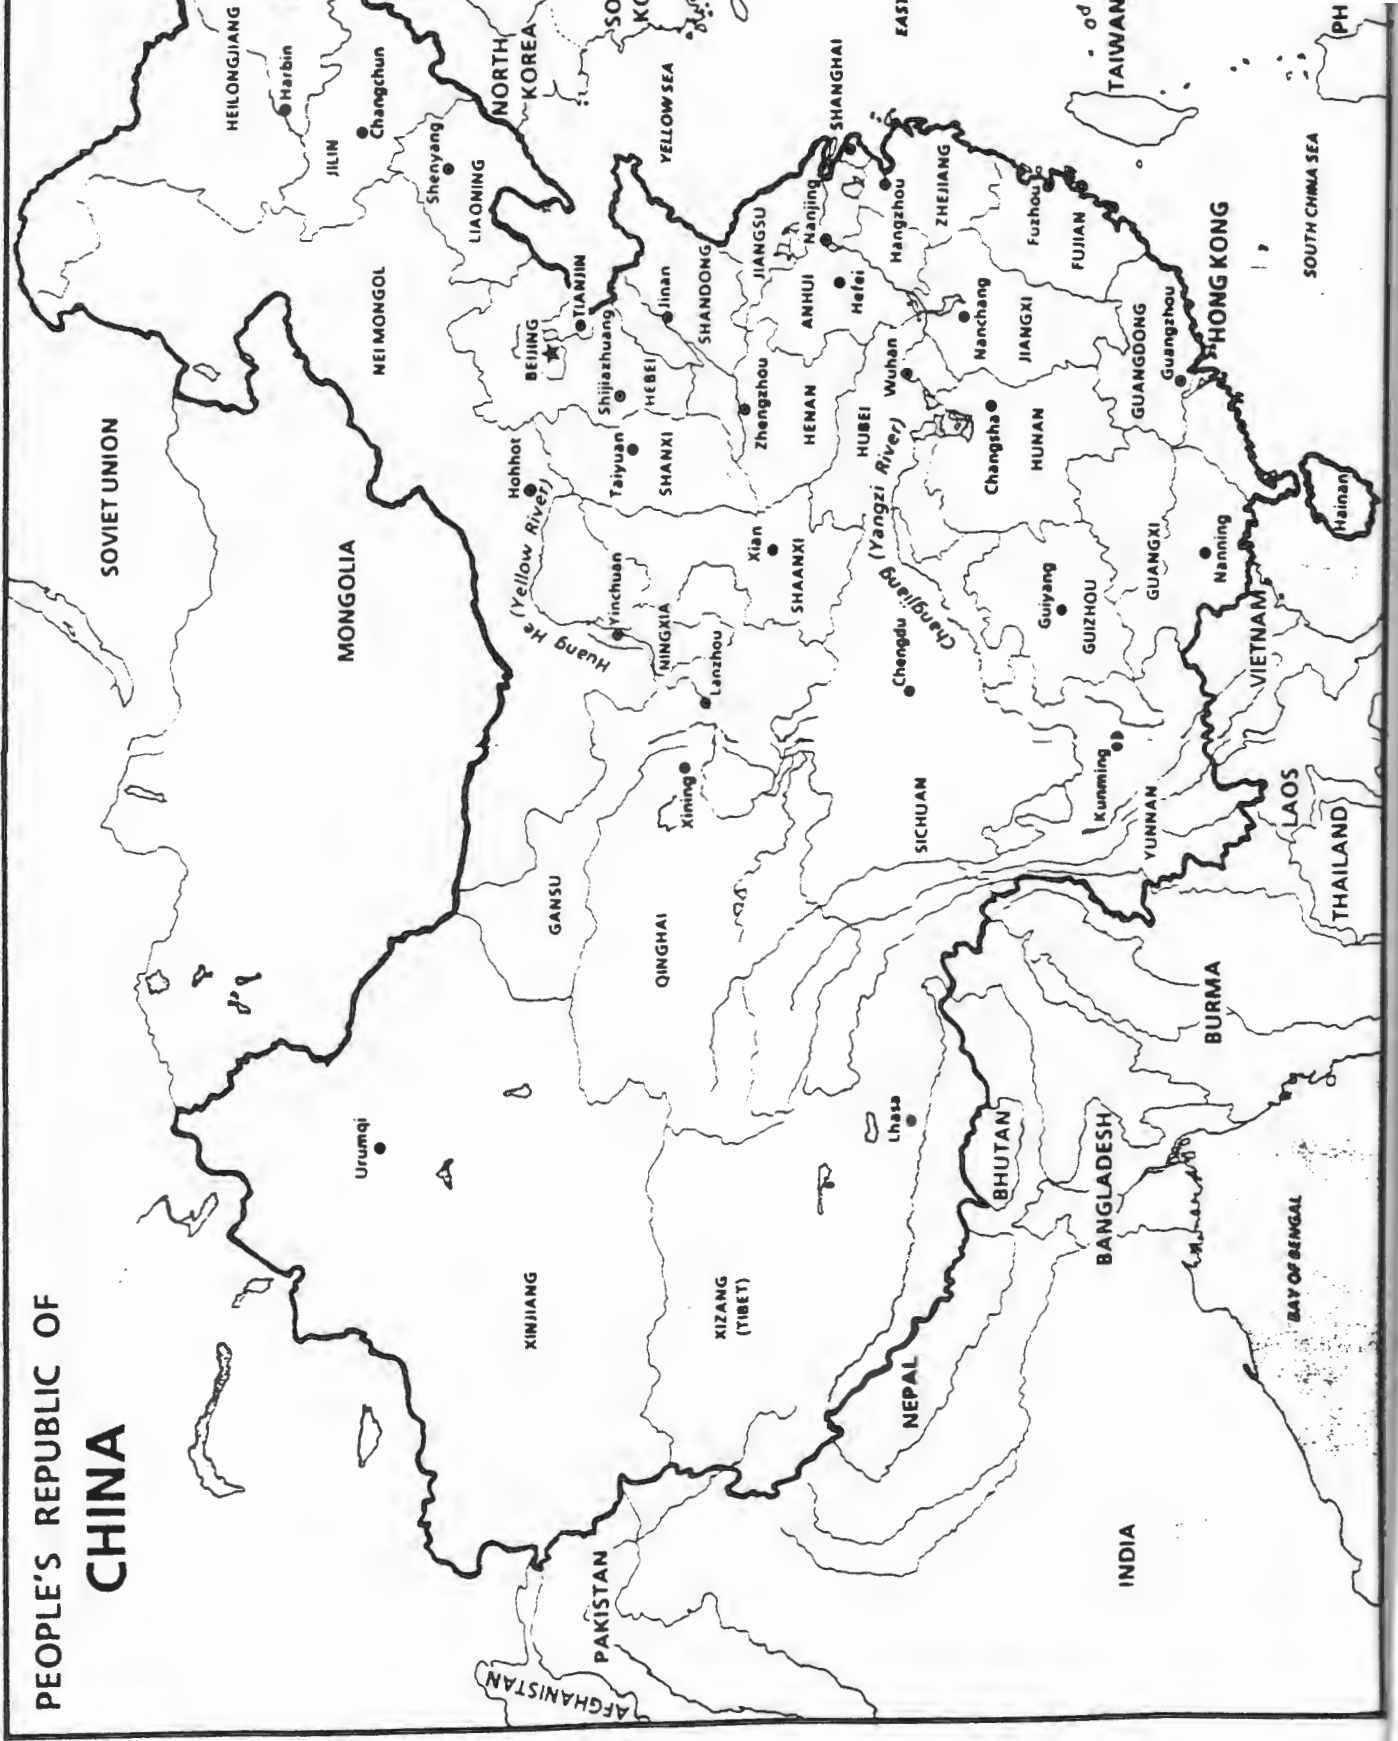 PEOPLE'S REPUBLIC OF
CHINA
SOVIET UNION
MONGOLIA
HEILONGJIANG
Harbin
JILIN
Changchun
NEI MONGOL
Shenyang
LIAONING
NORTH
KOREA
SO
KO
YELLOW SEA
EAST
Urumqi
XINJIANG
GANSU
Hohhot
Huang He (Yellow River)
BEIJING
TIANJIN
Shijiazhuang
HEBEI
Taiyuan
SHANXI
Jinan
SHANDONG
Yinchuan
NINGXIA
Lanzhou
Xining
QINGHAI
Xian
SHAANXI
Zhengzhou
HENAN
JIANGSU
Nanjing
ANHUI
Hefei
SHANGHAI
Hangzhou
ZHEJIANG
HUBEI
Wuhan
Changjiang (Yangzi River)
Chengdu
SICHUAN
XIZANG
(TIBET)
Lhasa
Changsha
HUNAN
Nanchang
JIANGXI
Fuzhou
FUJIAN
TAIWAN
Guiyang
GUIZHOU
Kunming
YUNNAN
GUANGXI
Nanning
GUANGDONG
Guangzhou
HONG KONG
Hainan
SOUTH CHINA SEA
PH
AFGHANISTAN
PAKISTAN
INDIA
NEPAL
BHUTAN
BANGLADESH
BAY OF BENGAL
BURMA
THAILAND
LAOS
VIETNAM